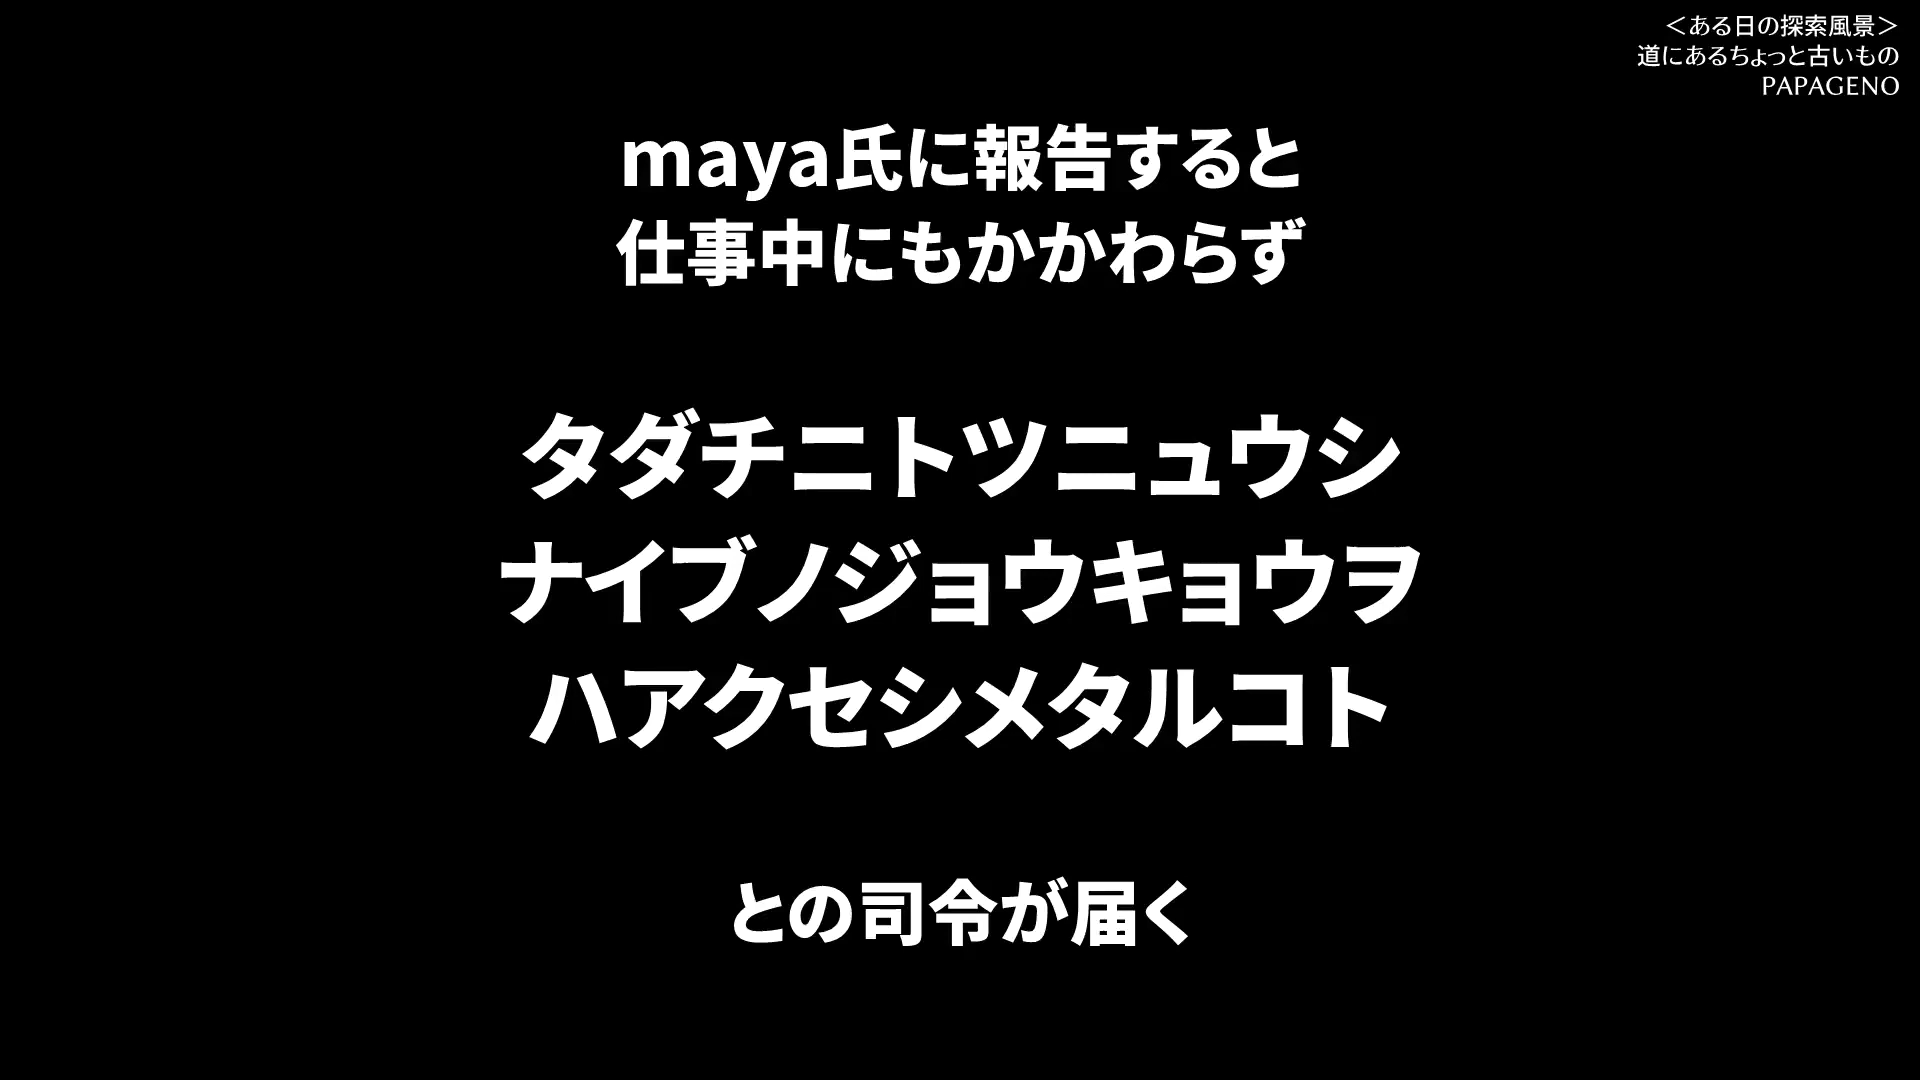 ＜ある日の探索風景＞
道にあるちょっと古いもの
PAPAGENO
maya氏に報告すると
仕事中にもかかわらず
タダチニトツニュウシ
ナイブノジョウキョウヲ
ハアクセシメタルコト
との司令が届く